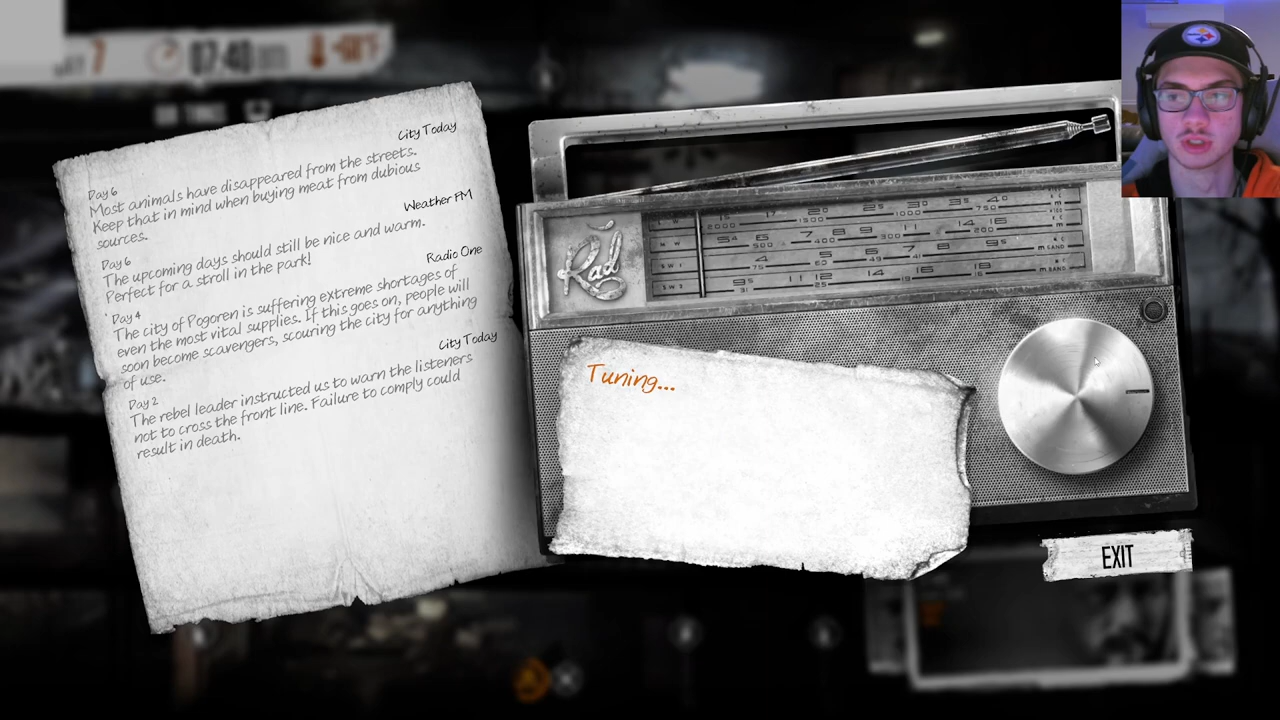 7 07:40
City Today
Day 6
Most animals have disappeared from the streets.
Keep that in mind when buying meat from dubious
sources.
Weather FM
Day 6
The upcoming days should still be nice and warm.
Perfect for a stroll in the park!
Radio One
Day 4
The city of Pogoren is suffering extreme shortages of
even the most vital supplies. If this goes on, people will
soon become scavengers, scouring the city for anything
of use.
City Today
Day 2
The rebel leader instructed us to warn the listeners
not to cross the front line. Failure to comply could
result in death.
Rad
Tuning...
EXIT